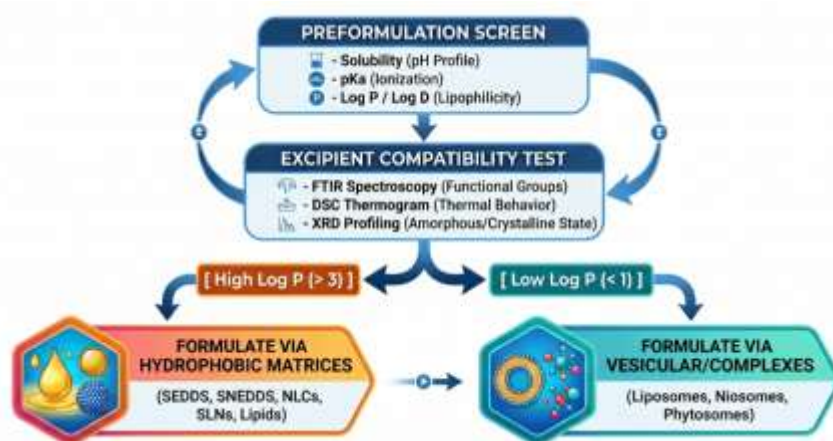 PREFORMULATION SCREEN
- Solubility (pH Profile)
- pKa (Ionization)
P - Log P / Log D (Lipophilicity)
EXCIPIENT COMPATIBILITY TEST
- FTIR Spectroscopy (Functional Groups)
- DSC Thermogram (Thermal Behavior)
- XRD Profiling (Amorphous/Crystalline State)
[ High Log P (> 3) ]
[ Low Log P (< 1) ]
FORMULATE VIA
HYDROPHOBIC MATRICES
(SEDDS, SNEDDS, NLCs,
SLNs, Lipids)
FORMULATE VIA
VESICULAR/COMPLEXES
(Liposomes, Niosomes,
Phytosomes)